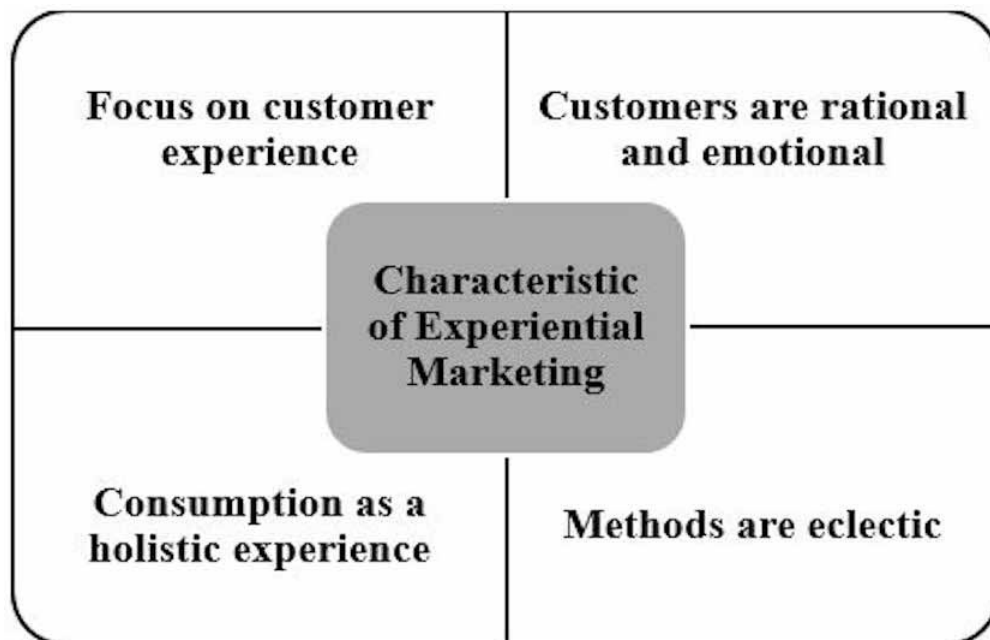 Focus on customer
experience
Customers are rational
and emotional
Characteristic
of Experiential
Marketing
Consumption as a
holistic experience
Methods are eclectic